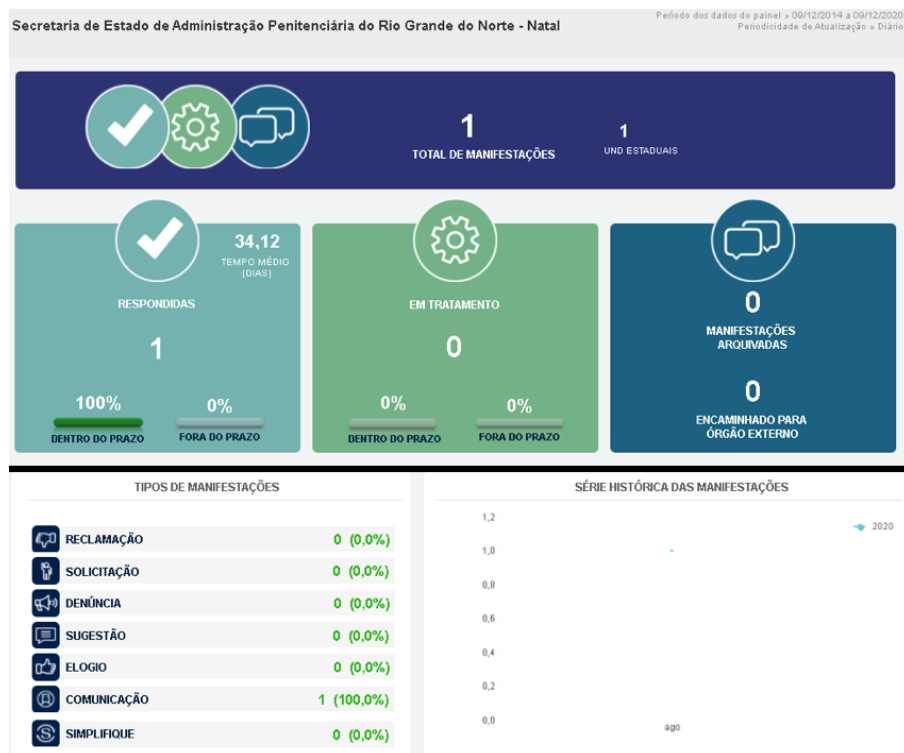 Secretaria de Estado de Administração Penitenciária do Rio Grande do Norte - Natal
Período dos dados do painel » 09/12/2014 a 09/12/2020
Periodicidade de Atualização » Diário
1
TOTAL DE MANIFESTAÇÕES
1
UND ESTADUAIS
34,12
TEMPO MÉDIO
(DIAS)
RESPONDIDAS
1
100%
DENTRO DO PRAZO
0%
FORA DO PRAZO
EM TRATAMENTO
0
0%
DENTRO DO PRAZO
0%
FORA DO PRAZO
0
MANIFESTAÇÕES
ARQUIVADAS
0
ENCAMINHADO PARA
ÓRGÃO EXTERNO
TIPOS DE MANIFESTAÇÕES
RECLAMAÇÃO 0 (0,0%)
SOLICITAÇÃO 0 (0,0%)
DENÚNCIA 0 (0,0%)
SUGESTÃO 0 (0,0%)
ELOGIO 0 (0,0%)
COMUNICAÇÃO 1 (100,0%)
SIMPLIFIQUE 0 (0,0%)
SÉRIE HISTÓRICA DAS MANIFESTAÇÕES
1,2
1,0
0,8
0,6
0,4
0,2
0,0
ago
2020